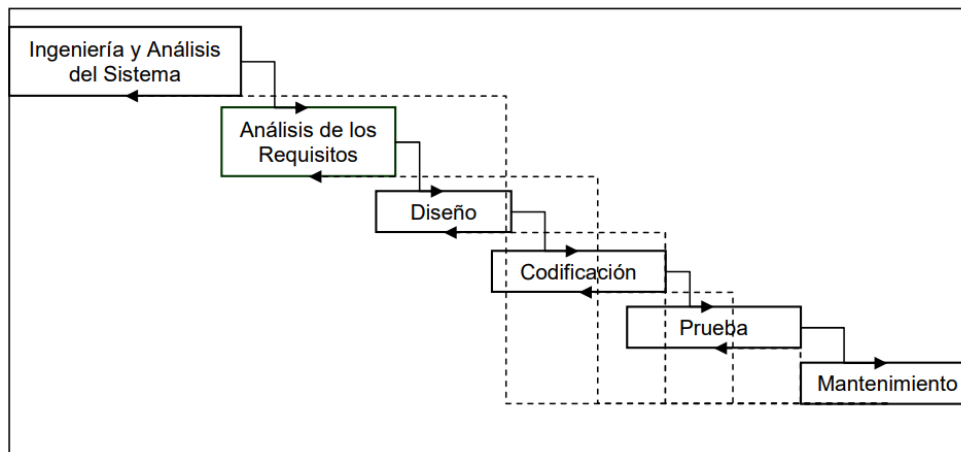 Ingeniería y Análisis
del Sistema
Análisis de los
Requisitos
Diseño
Codificación
Prueba
Mantenimiento